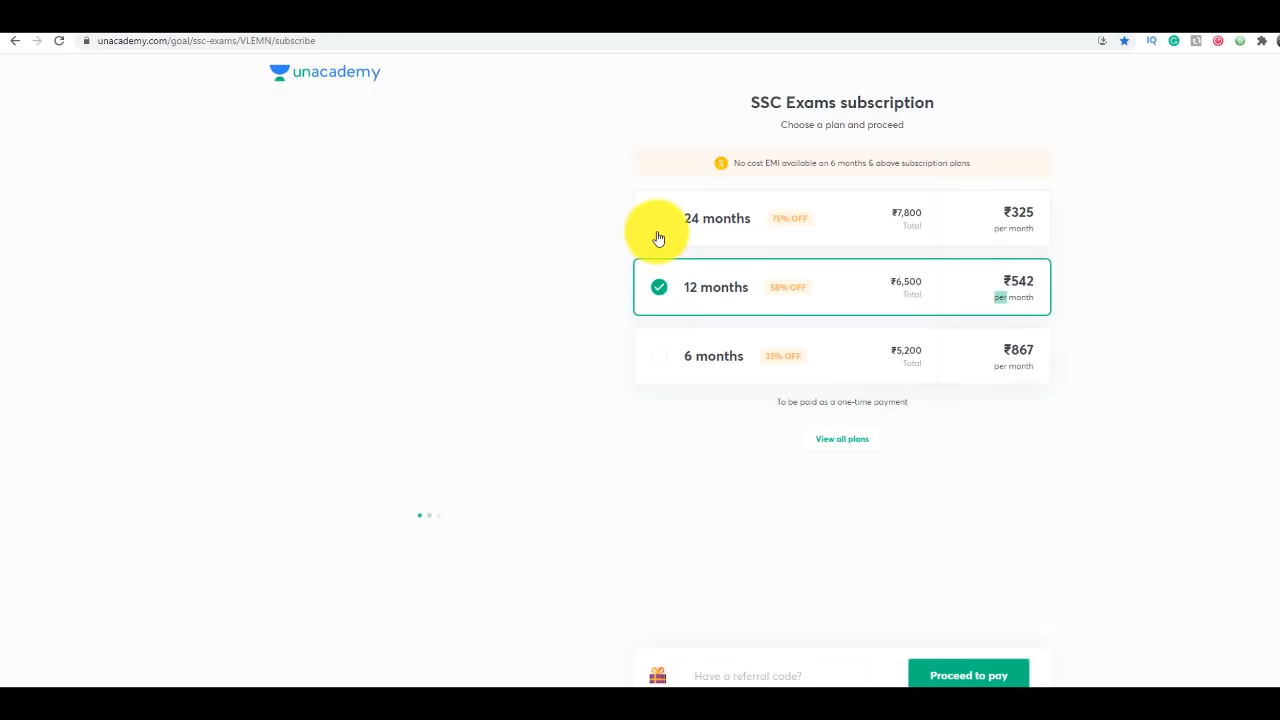 unacademy.com/goal/ssc-exams/VLEMN/subscribe
IQ
unacademy
SSC Exams subscription
Choose a plan and proceed
No cost EMI available on 6 months & above subscription plans
24 months 75% OFF ₹7,800 Total ₹325 per month
12 months 58% OFF ₹6,500 Total ₹542 per month
6 months 33% OFF ₹5,200 Total ₹867 per month
To be paid as a one-time payment
View all plans
Have a referral code? Proceed to pay